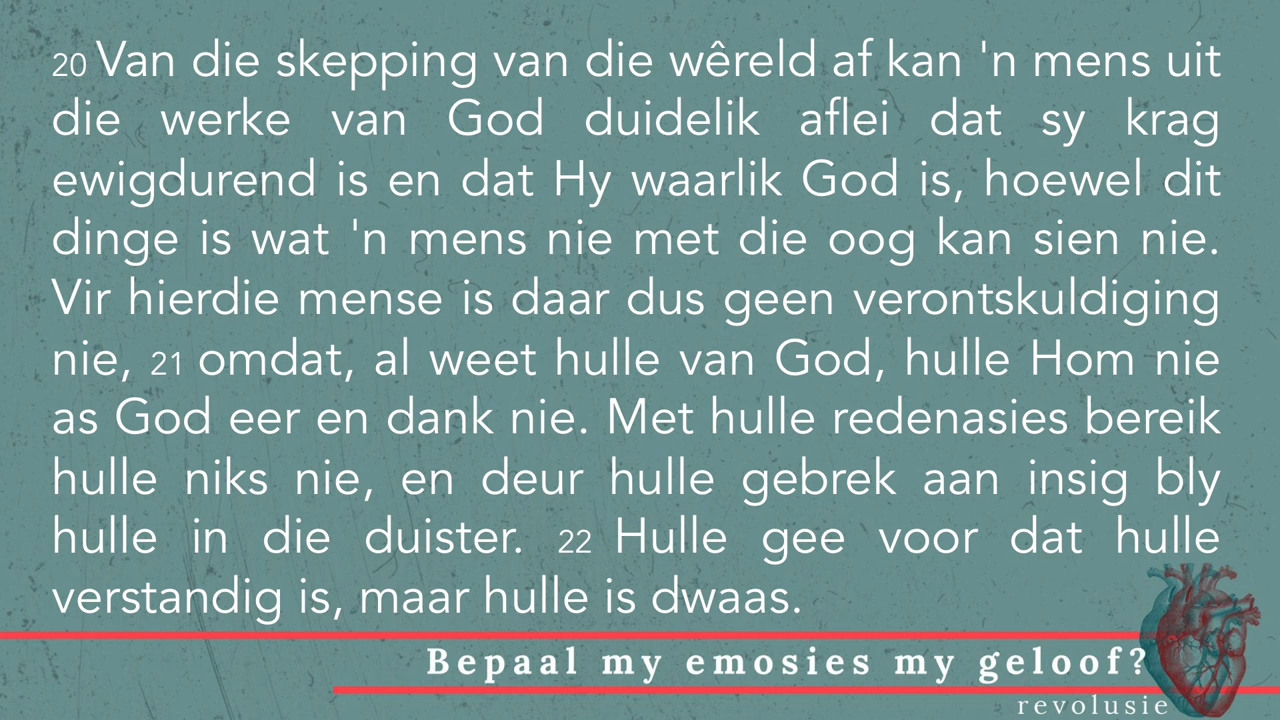 20 Van die skepping van die wêreld af kan 'n mens uit
die werke van God duidelik aflei dat sy krag
ewigdurend is en dat Hy waarlik God is, hoewel dit
dinge is wat 'n mens nie met die oog kan sien nie.
Vir hierdie mense is daar dus geen verontskuldiging
nie, 21 omdat, al weet hulle van God, hulle Hom nie
as God eer en dank nie. Met hulle redenasies bereik
hulle niks nie, en deur hulle gebrek aan insig bly
hulle in die duister. 22 Hulle gee voor dat hulle
verstandig is, maar hulle is dwaas.
Bepaal my emosies my geloof?
revolusie